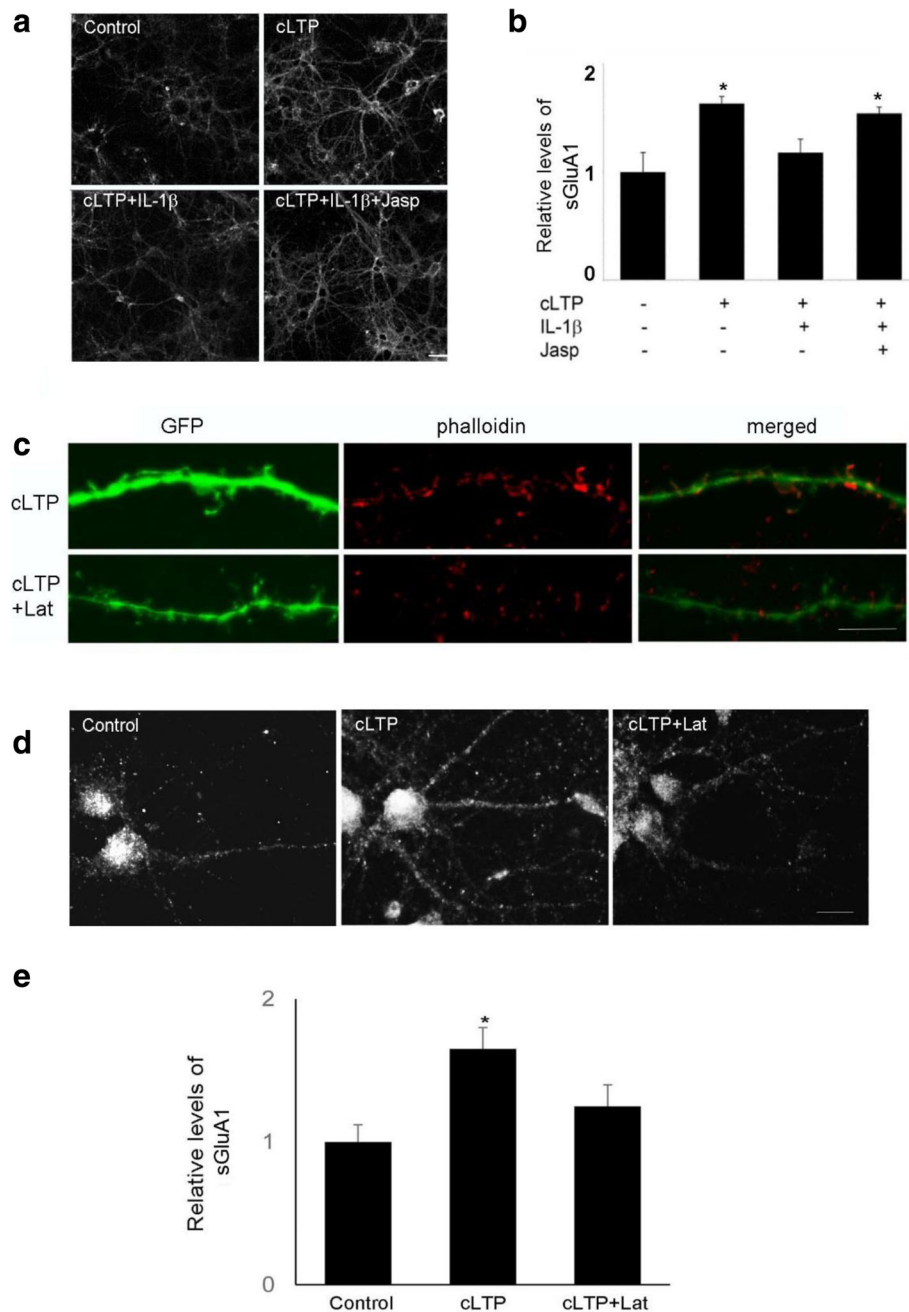 a
Control
cLTP
cLTP+IL-1β
cLTP+IL-1β+Jasp
b
Relative levels of
sGluA1
2
1
0
*
*
cLTP - + + +
IL-1β - - + +
Jasp - - - +
c
GFP phalloidin merged
cLTP
cLTP
+Lat
d
Control
cLTP
cLTP+Lat
e
Relative levels of
sGluA1
2
1
0
*
Control cLTP cLTP+Lat